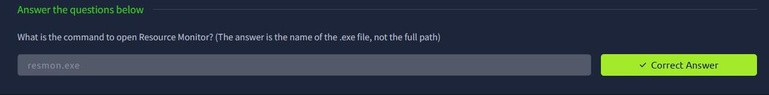 Answer the questions below
What is the command to open Resource Monitor? (The answer is the name of the .exe file, not the full path)
resmon.exe
✓ Correct Answer